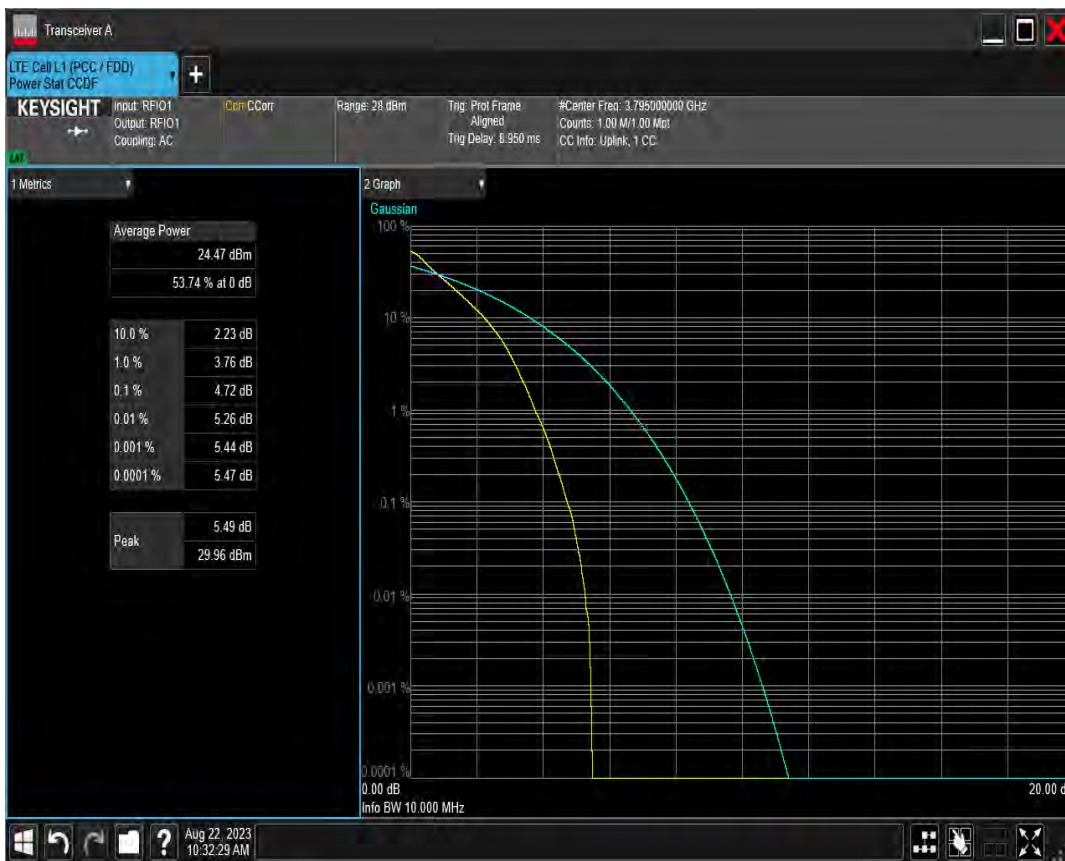 Transceiver A
LTE Cell L1 (PCC / FDD)
Power Stat CCDF
KEYSIGHT
Input: RFIO1
Output: RFIO1
Coupling: AC
Corr CCorr
Range: 28 dBm
Trig: Prot Frame
Aligned
Trig Delay: 8.950 ms
#Center Freq: 3.795000000 GHz
Counts: 1.00 M/1.00 Mpt
CC Info: Uplink, 1 CC
1 Metrics
Average Power
24.47 dBm
53.74 % at 0 dB
10.0 % 2.23 dB
1.0 % 3.76 dB
0.1 % 4.72 dB
0.01 % 5.26 dB
0.001 % 5.44 dB
0.0001 % 5.47 dB
Peak 5.49 dB
29.96 dBm
2 Graph
Gaussian
100 %
10 %
1 %
0.1 %
0.01 %
0.001 %
0.0001 %
0.00 dB
20.00 d
Info BW 10.000 MHz
?
Aug 22, 2023
10:32:29 AM